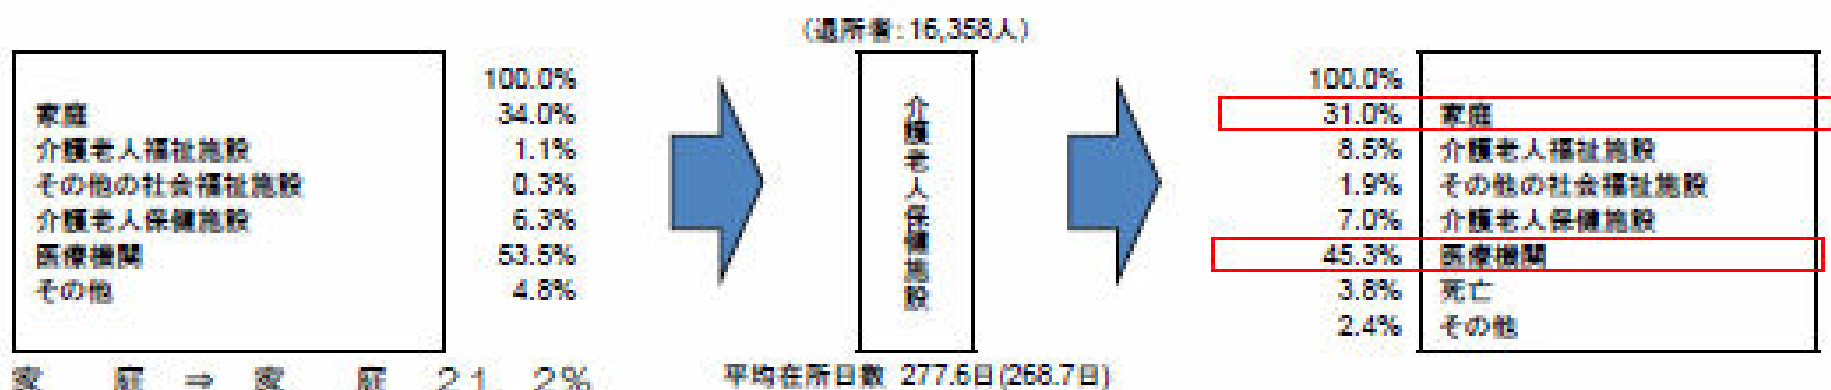 （退所者：16,358人）
100.0%
家庭 34.0%
介護老人福祉施設 1.1%
その他の社会福祉施設 0.3%
介護老人保健施設 6.3%
医療機関 53.5%
その他 4.8%
介護老人保健施設
100.0%
31.0% 家庭
8.5% 介護老人福祉施設
1.9% その他の社会福祉施設
7.0% 介護老人保健施設
45.3% 医療機関
3.8% 死亡
2.4% その他
家庭 ⇒ 家庭 21.2%
平均在所日数 277.6日(268.7日)